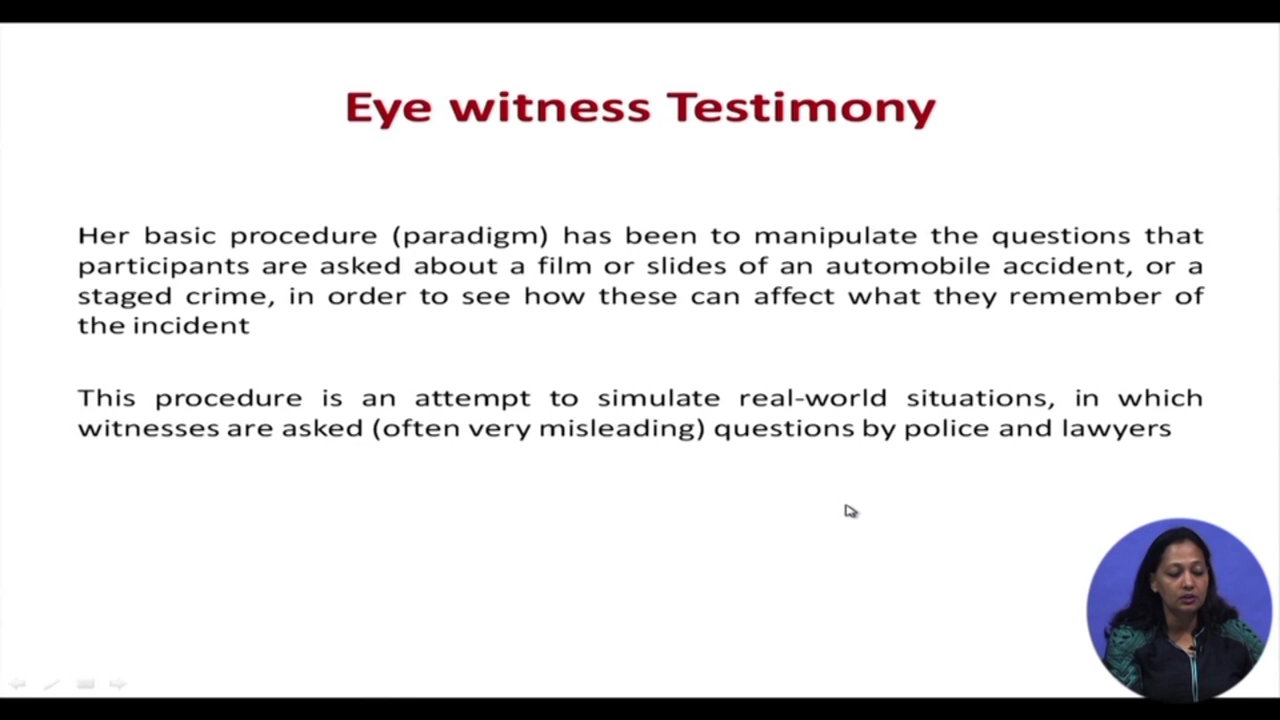 Eye witness Testimony
Her basic procedure (paradigm) has been to manipulate the questions that
participants are asked about a film or slides of an automobile accident, or a
staged crime, in order to see how these can affect what they remember of
the incident
This procedure is an attempt to simulate real-world situations, in which
witnesses are asked (often very misleading) questions by police and lawyers